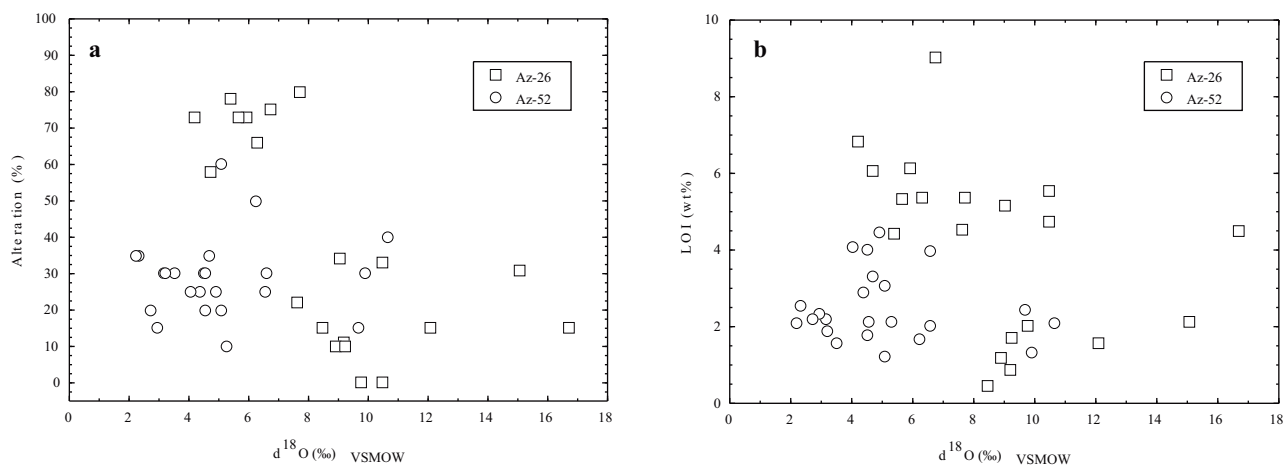 a
Alteration (%)
100
90
80
70
60
50
40
30
20
10
0
Az-26
Az-52
0 2 4 6 8 10 12 14 16 18
d18O (‰) VSMOW
b
LOI (wt%)
10
8
6
4
2
0
Az-26
Az-52
0 2 4 6 8 10 12 14 16 18
d18O (‰) VSMOW